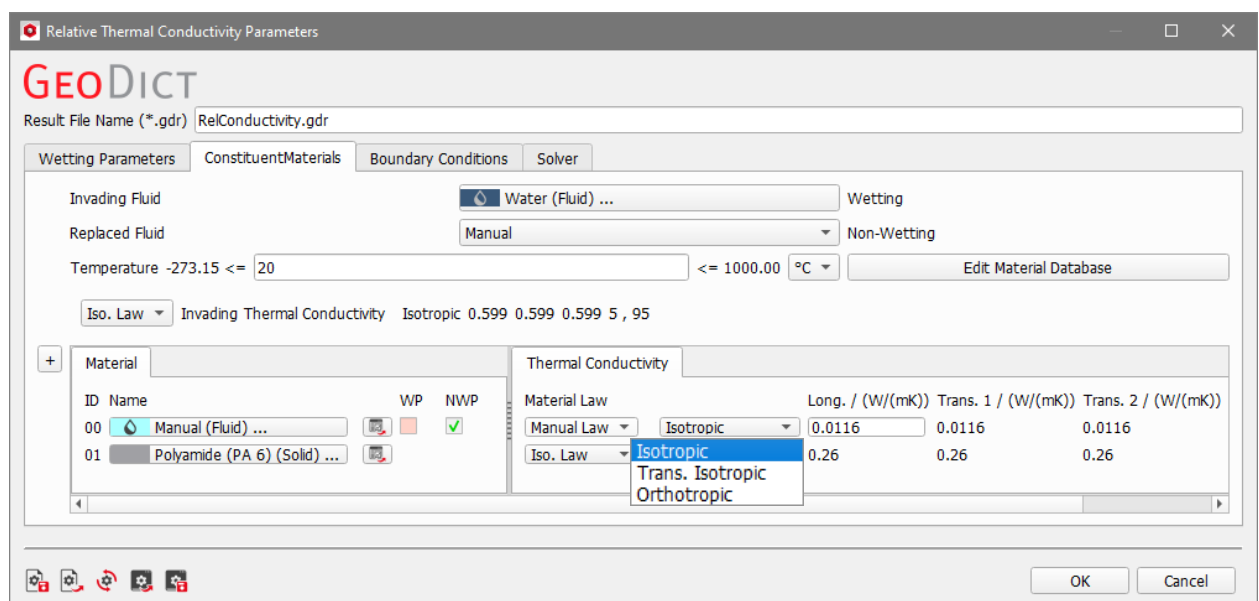 Relative Thermal Conductivity Parameters
GEODICT
Result File Name (*.gdr) RelConductivity.gdr
Wetting Parameters ConstituentMaterials Boundary Conditions Solver
Invading Fluid Water (Fluid) ... Wetting
Replaced Fluid Manual Non-Wetting
Temperature -273.15 <= 20 <= 1000.00 °C Edit Material Database
Iso. Law Invading Thermal Conductivity Isotropic 0.599 0.599 0.599 5 , 95
+ Material Thermal Conductivity
ID Name WP NWP Material Law Long. / (W/(mK)) Trans. 1 / (W/(mK)) Trans. 2 / (W/(mK))
00 Manual (Fluid) ... Manual Law Isotropic 0.0116 0.0116 0.0116
01 Polyamide (PA 6) (Solid) ... Iso. Law Isotropic 0.26 0.26 0.26
Trans. Isotropic
Orthotropic
OK Cancel